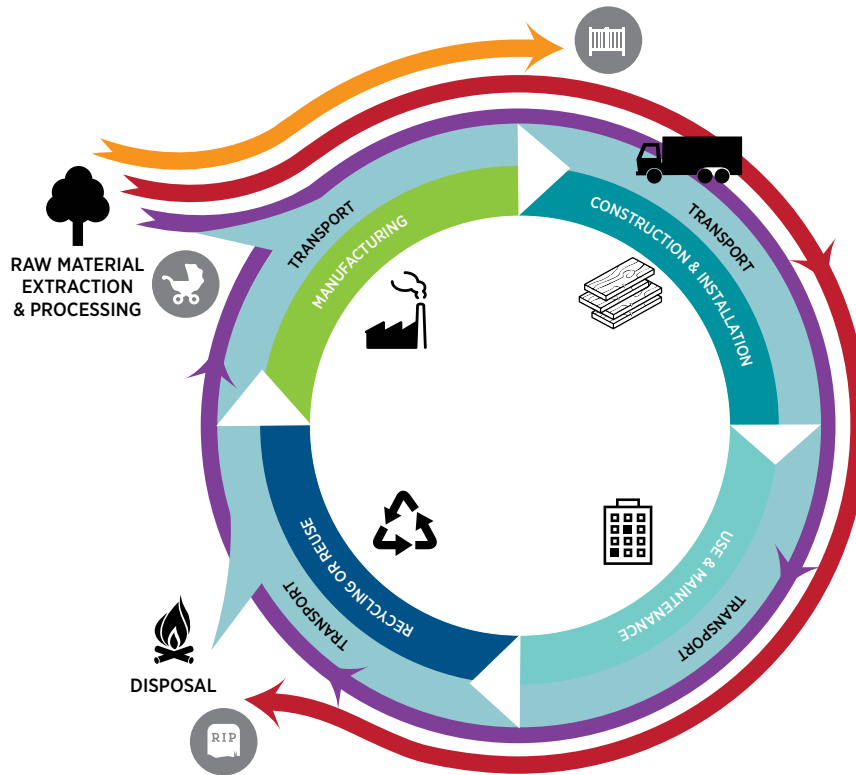 RAW MATERIAL
EXTRACTION
& PROCESSING
TRANSPORT
MANUFACTURING
CONSTRUCTION & INSTALLATION
TRANSPORT
USE & MAINTENANCE
TRANSPORT
RECYCLING OR REUSE
TRANSPORT
DISPOSAL
RIP